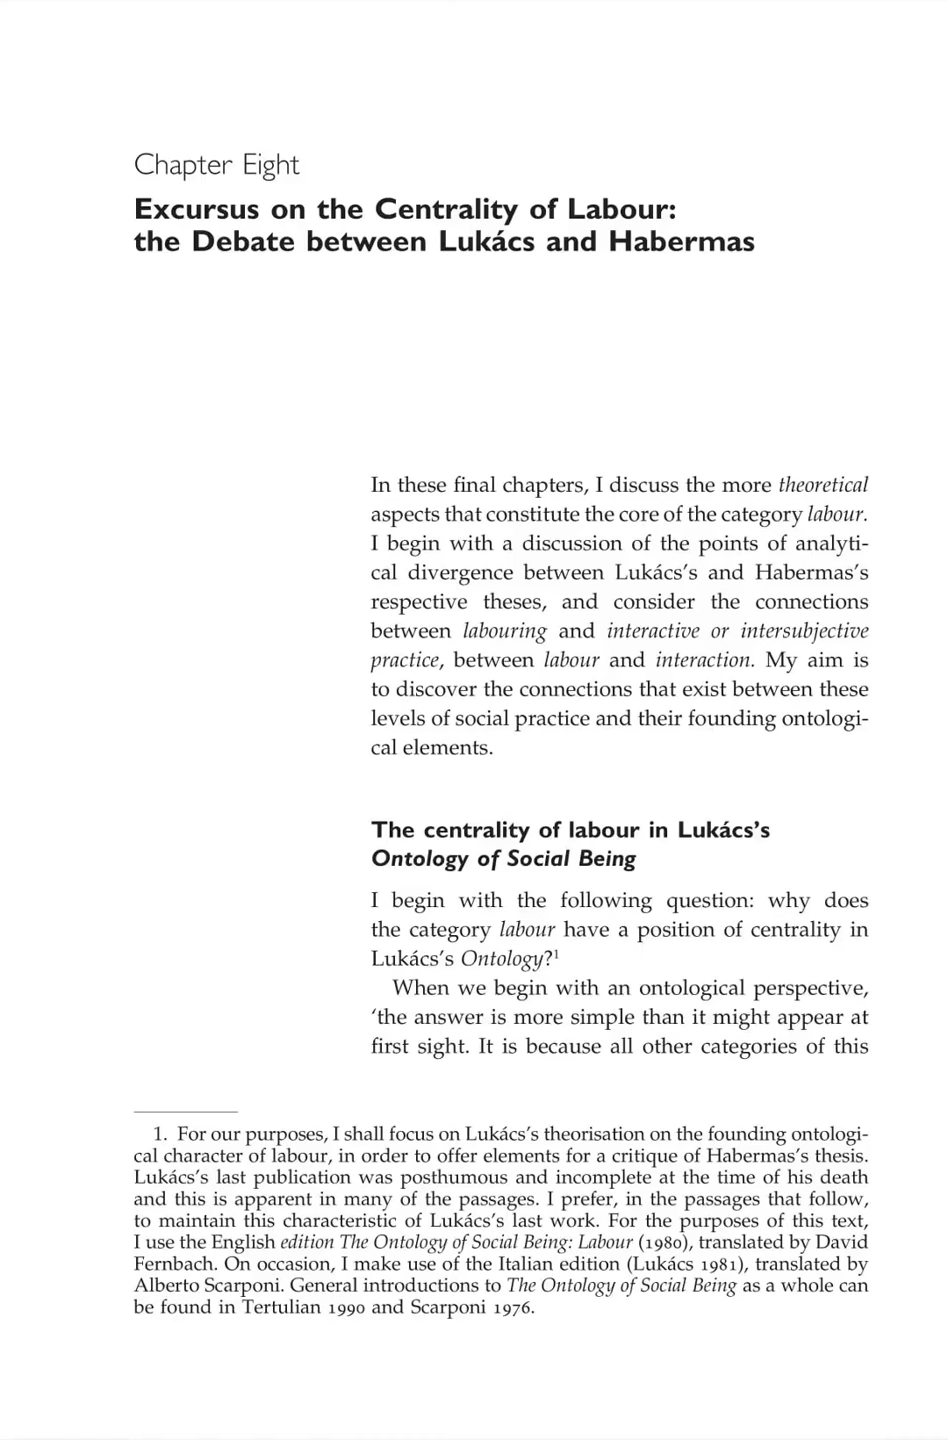 Chapter Eight
Excursus on the Centrality of Labour:
the Debate between Lukács and Habermas
In these final chapters, I discuss the more theoretical
aspects that constitute the core of the category labour.
I begin with a discussion of the points of analyti-
cal divergence between Lukács’s and Habermas’s
respective theses, and consider the connections
between labouring and interactive or intersubjective
practice, between labour and interaction. My aim is
to discover the connections that exist between these
levels of social practice and their founding ontologi-
cal elements.
The centrality of labour in Lukács’s
Ontology of Social Being
I begin with the following question: why does
the category labour have a position of centrality in
Lukács’s Ontology?¹
When we begin with an ontological perspective,
‘the answer is more simple than it might appear at
first sight. It is because all other categories of this
1. For our purposes, I shall focus on Lukács’s theorisation on the founding ontologi-
cal character of labour, in order to offer elements for a critique of Habermas’s thesis.
Lukács’s last publication was posthumous and incomplete at the time of his death
and this is apparent in many of the passages. I prefer, in the passages that follow,
to maintain this characteristic of Lukács’s last work. For the purposes of this text,
I use the English edition The Ontology of Social Being: Labour (1980), translated by David
Fernbach. On occasion, I make use of the Italian edition (Lukács 1981), translated by
Alberto Scarponi. General introductions to The Ontology of Social Being as a whole can
be found in Tertulian 1990 and Scarponi 1976.